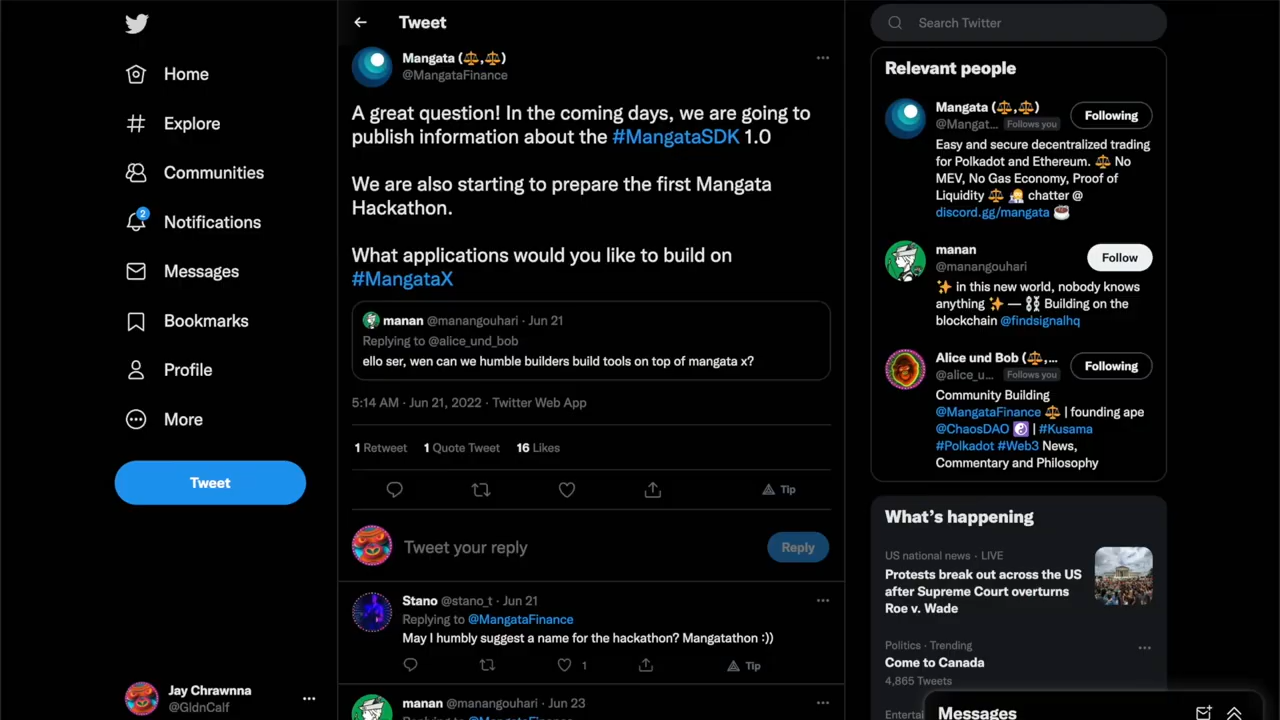 Home
Explore
Communities
2
Notifications
Messages
Bookmarks
Profile
More
Tweet
Jay Chrawnna
@GldnCalf
Tweet
Mangata (⚖️,⚖️)
@MangataFinance
A great question! In the coming days, we are going to
publish information about the #MangataSDK 1.0
We are also starting to prepare the first Mangata
Hackathon.
What applications would you like to build on
#MangataX
manan @manangouhari · Jun 21
Replying to @alice_und_bob
ello ser, wen can we humble builders build tools on top of mangata x?
5:14 AM · Jun 21, 2022 · Twitter Web App
1 Retweet 1 Quote Tweet 16 Likes
Tip
Tweet your reply
Reply
Stano @stano_t · Jun 21
Replying to @MangataFinance
May I humbly suggest a name for the hackathon? Mangatathon :))
1 Tip
manan @manangouhari · Jun 23
Replying to @MangataFinance
Search Twitter
Relevant people
Mangata (⚖️,⚖️)
@Mangat... Follows you
Following
Easy and secure decentralized trading
for Polkadot and Ethereum. ⚖️ No
MEV, No Gas Economy, Proof of
Liquidity ⚖️ 👩‍🚀 chatter @
discord.gg/mangata ☕
manan
@manangouhari
Follow
✨ in this new world, nobody knows
anything ✨ — ⛓ Building on the
blockchain @findsignalhq
Alice und Bob (⚖️,...
@alice_u... Follows you
Following
Community Building
@MangataFinance ⚖️ | founding ape
@ChaosDAO ☯️ | #Kusama
#Polkadot #Web3 News,
Commentary and Philosophy
What's happening
US national news · LIVE
Protests break out across the US
after Supreme Court overturns
Roe v. Wade
Politics · Trending
Come to Canada
4,865 Tweets
Messages